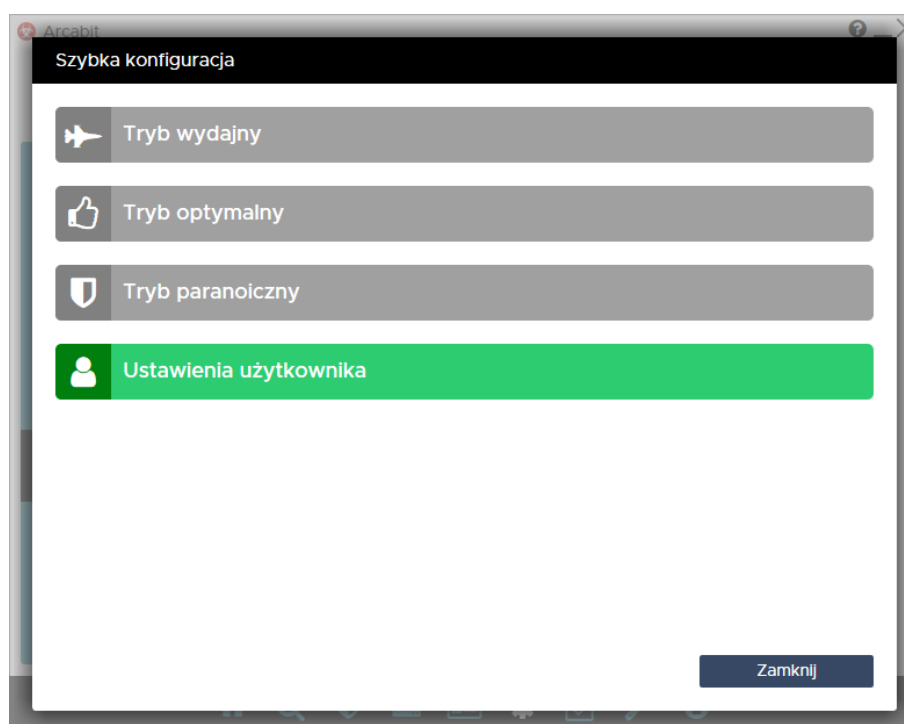 Arcabit
Szybka konfiguracja
Tryb wydajny
Tryb optymalny
Tryb paranoiczny
Ustawienia użytkownika
Zamknij